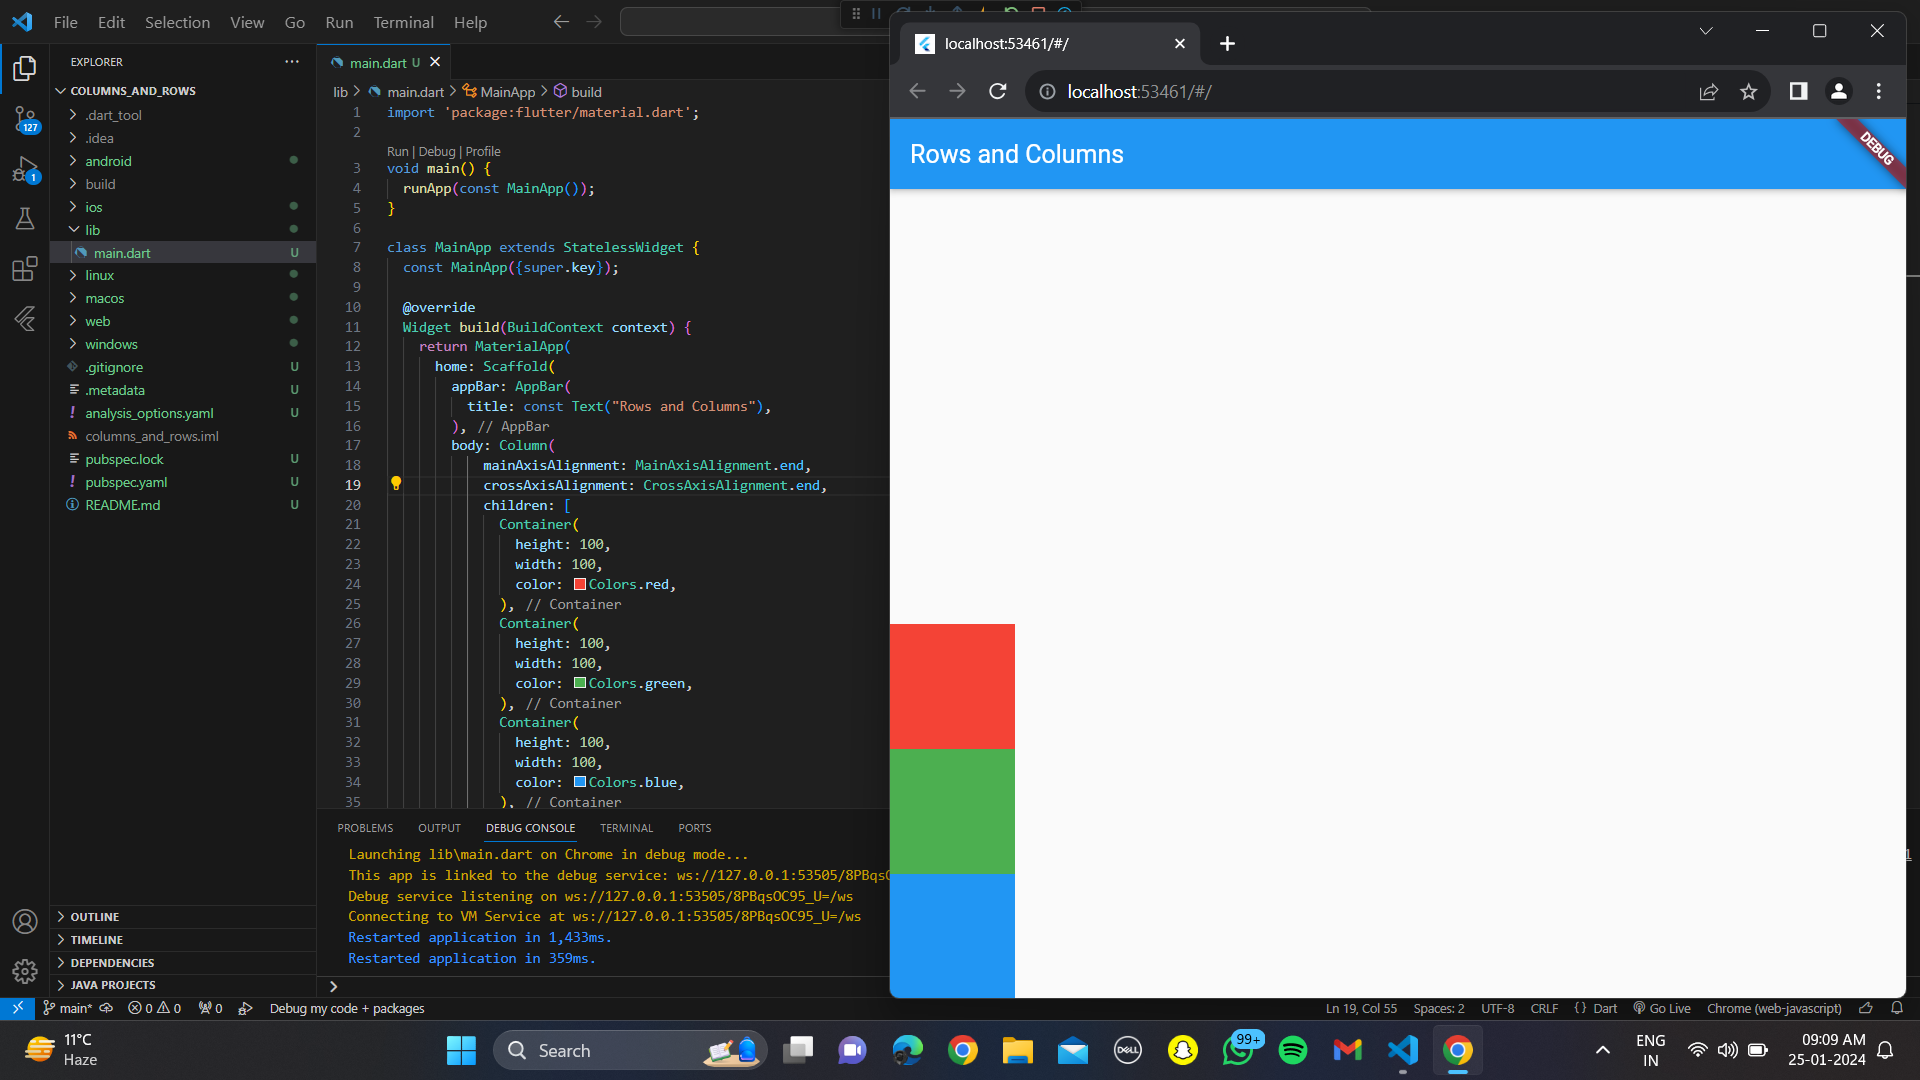 File Edit Selection View Go Run Terminal Help
EXPLORER
COLUMNS_AND_ROWS
.dart_tool
.idea
android
build
ios
lib
main.dart U
linux
macos
web
windows
.gitignore U
.metadata U
analysis_options.yaml U
columns_and_rows.iml
pubspec.lock U
pubspec.yaml U
README.md U
OUTLINE
TIMELINE
DEPENDENCIES
JAVA PROJECTS
127
1
main.dart U
lib > main.dart > MainApp > build
1 import 'package:flutter/material.dart';
2
Run | Debug | Profile
3 void main() {
4 runApp(const MainApp());
5 }
6
7 class MainApp extends StatelessWidget {
8 const MainApp({super.key});
9
10 @override
11 Widget build(BuildContext context) {
12 return MaterialApp(
13 home: Scaffold(
14 appBar: AppBar(
15 title: const Text("Rows and Columns"),
16 ), // AppBar
17 body: Column(
18 mainAxisAlignment: MainAxisAlignment.end,
19 crossAxisAlignment: CrossAxisAlignment.end,
20 children: [
21 Container(
22 height: 100,
23 width: 100,
24 color: Colors.red,
25 ), // Container
26 Container(
27 height: 100,
28 width: 100,
29 color: Colors.green,
30 ), // Container
31 Container(
32 height: 100,
33 width: 100,
34 color: Colors.blue,
35 ), // Container
PROBLEMS OUTPUT DEBUG CONSOLE TERMINAL PORTS
Launching lib\main.dart on Chrome in debug mode...
This app is linked to the debug service: ws://127.0.0.1:53505/8PBqsOC95_U=/ws
Debug service listening on ws://127.0.0.1:53505/8PBqsOC95_U=/ws
Connecting to VM Service at ws://127.0.0.1:53505/8PBqsOC95_U=/ws
Restarted application in 1,433ms.
Restarted application in 359ms.
localhost:53461/#/
localhost:53461/#/
Rows and Columns
DEBUG
main* 0 0 0 Debug my code + packages
Ln 19, Col 55 Spaces: 2 UTF-8 CRLF {} Dart Go Live Chrome (web-javascript)
11°C
Haze
Search
DELL
99+
ENG
IN
09:09 AM
25-01-2024